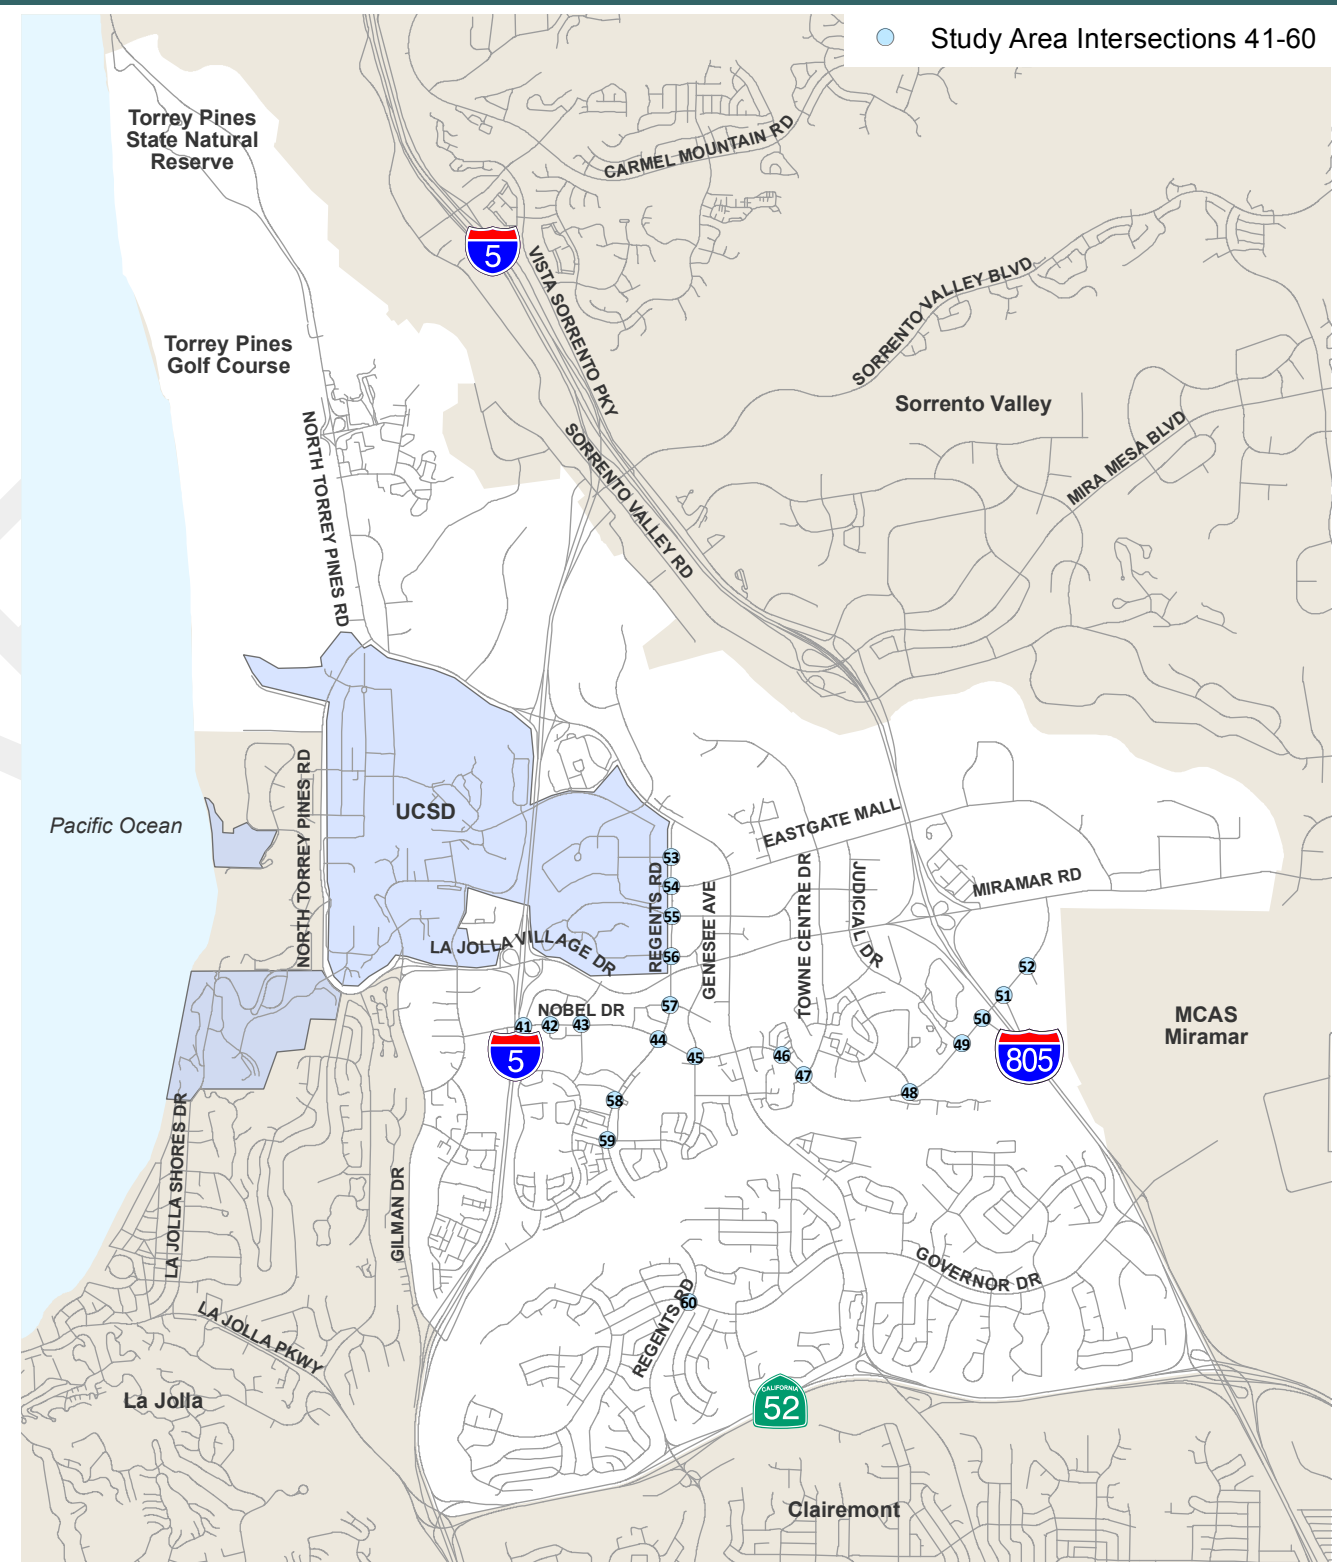 Study Area Intersections 41-60
Torrey Pines
State Natural
Reserve
CARMEL MOUNTAIN RD
5
VISTA SORRENTO PKY
SORRENTO VALLEY BLVD
Torrey Pines
Golf Course
Sorrento Valley
NORTH TORREY PINES RD
SORRENTO VALLEY RD
MIRA MESA BLVD
NORTH TORREY PINES RD
UCSD
Pacific Ocean
EASTGATE MALL
53
54
55
56
REGENTS RD
GENESEE AVE
TOWNE CENTRE DR
JUDICIAL DR
MIRAMAR RD
LA JOLLA VILLAGE DR
52
51
50
49
NOBEL DR
57
41
42
43
44
45
46
47
48
5
805
MCAS
Miramar
58
59
LA JOLLA SHORES DR
GILMAN DR
GOVERNOR DR
REGENTS RD
60
LA JOLLA PKWY
La Jolla
CALIFORNIA
52
Clairemont